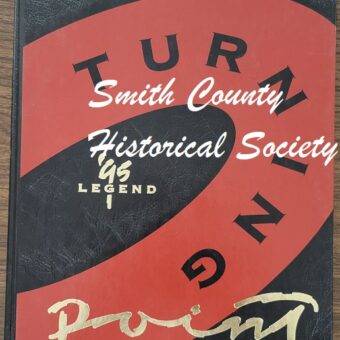 TURNING
Smith County
Historical Society
'95
LEGEND
Point